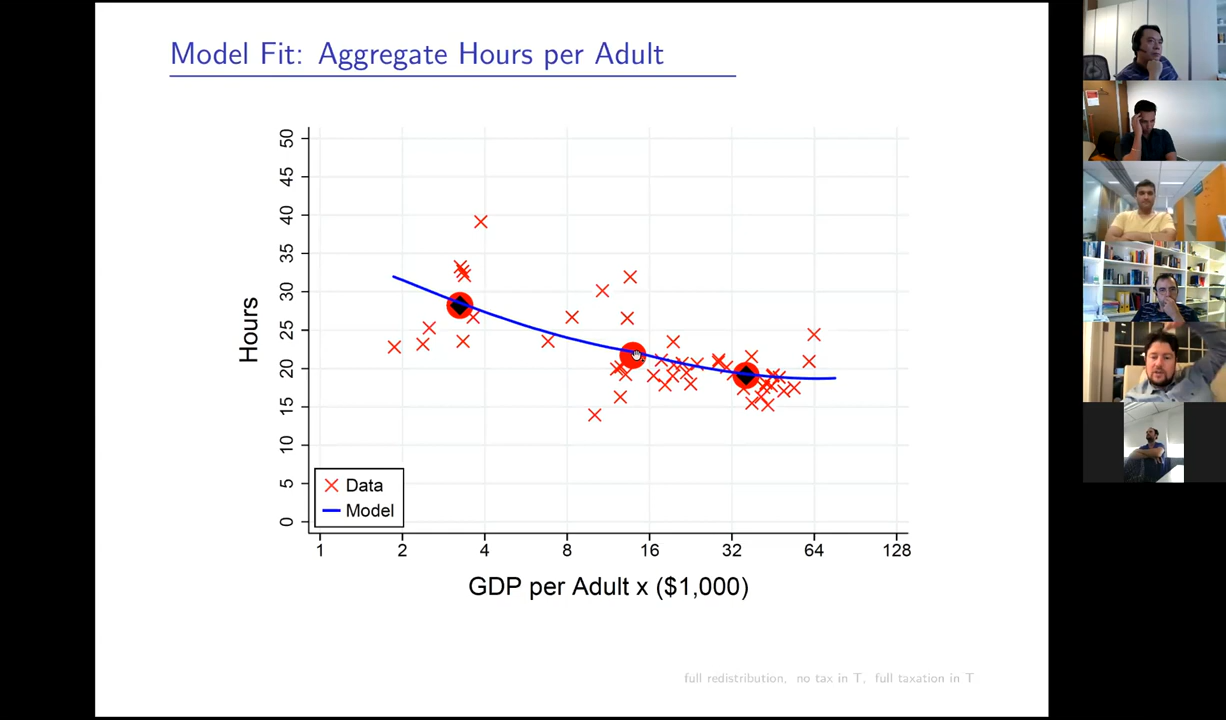 Model Fit: Aggregate Hours per Adult
Hours
50
45
40
35
30
25
20
15
10
5
0
Data
Model
1 2 4 8 16 32 64 128
GDP per Adult x ($1,000)
full redistribution, no tax in T, full taxation in T